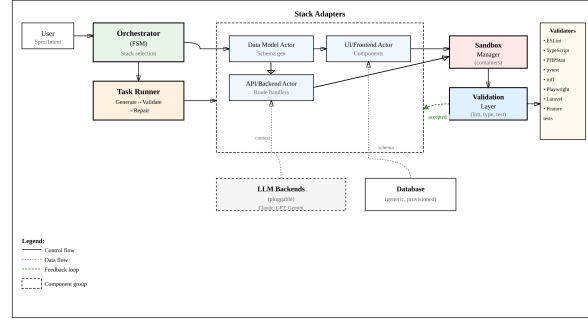 Stack Adapters
User
Spec/Intent
Orchestrator
(FSM)
Stack selection
Data Model Actor
Schema gen
UI/Frontend Actor
Components
Sandbox
Manager
(containers)
Validators
• ESLint
• TypeScript
• PHPStan
• pytest
• ruff
• Playwright
• Laravel
• Feature
tests
Task Runner
Generate→Validate
→Repair
API/Backend Actor
Route handlers
Validation
Layer
(lint, type, test)
accepted
context
schema
LLM Backends
(pluggable)
Claude, GPT, Gemini
Database
(generic, provisioned)
Legend:
Control flow
Data flow
Feedback loop
Component group